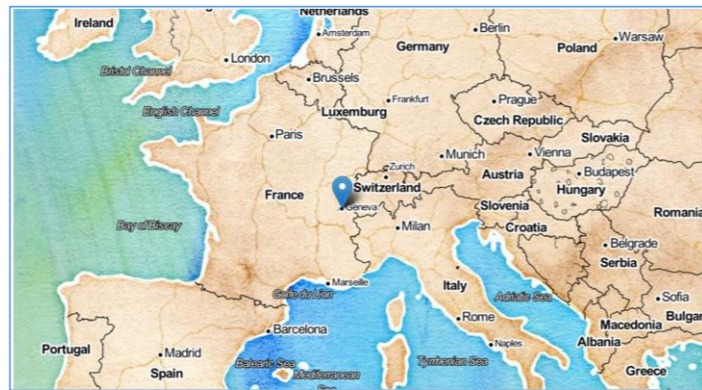 Netherlands
Ireland
Amsterdam
Berlin
Warsaw
Germany
Poland
London
Bristol Channel
Brussels
English Channel
Luxemburg
Frankfurt
Prague
Czech Republic
Paris
Slovakia
Munich
Vienna
Zurich
Switzerland
Austria
Budapest
France
Hungary
Geneva
Slovenia
Romania
Bay of Biscay
Milan
Croatia
Belgrade
Serbia
Marseille
Golfe du Lion
Italy
Adriatic Sea
Sofia
Barcelona
Rome
Macedonia
Bulgar
Portugal
Madrid
Naples
Albania
Balearic Sea
Tyrrhenian Sea
Spain
Mediterranean
Greece
Sea